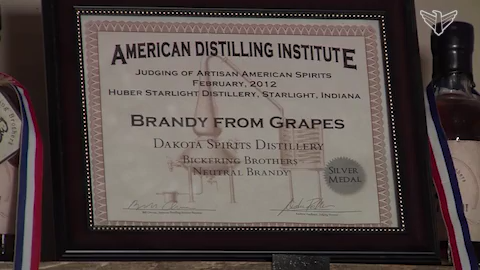 AMERICAN DISTILLING INSTITUTE
JUDGING OF ARTISAN AMERICAN SPIRITS
FEBRUARY, 2012
HUBER STARLIGHT DISTILLERY, STARLIGHT, INDIANA
BRANDY FROM GRAPES
DAKOTA SPIRITS DISTILLERY
BICKERING BROTHERS
NEUTRAL BRANDY
SILVER
MEDAL